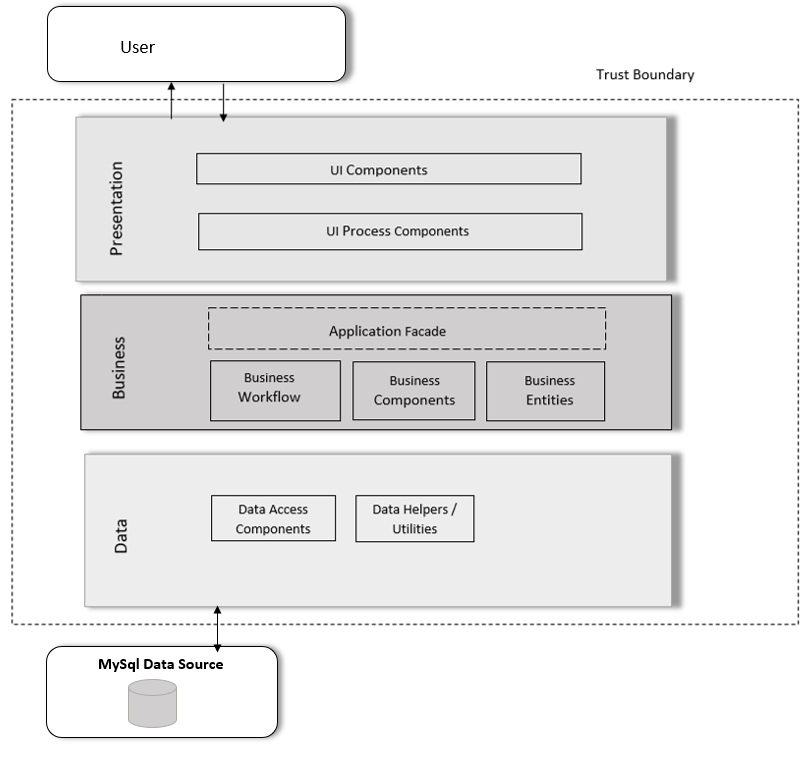 User
Trust Boundary
Presentation
UI Components
UI Process Components
Business
Application Facade
Business
Workflow
Business
Components
Business
Entities
Data
Data Access
Components
Data Helpers /
Utilities
MySql Data Source